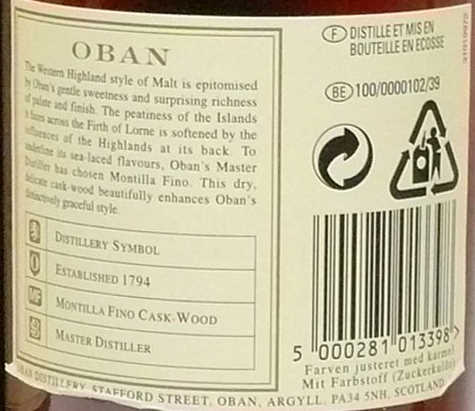 OBAN
The Western Highland style of Malt is epitomised
by Oban's gentle sweetness and surprising richness
of palate and finish. The peatiness of the Islands
it faces across the Firth of Lorne is softened by the
influences of the Highlands at its back. To
underline its sea-laced flavours, Oban's Master
Distiller has chosen Montilla Fino. This dry,
delicate cask-wood beautifully enhances Oban's
distinctively graceful style.
DISTILLERY SYMBOL
ESTABLISHED 1794
MF MONTILLA FINO CASK-WOOD
MASTER DISTILLER
OBAN DISTILLERY, STAFFORD STREET, OBAN, ARGYLL. PA34 5NH, SCOTLAND
F DISTILLE ET MIS EN
BOUTEILLE EN ECOSSE
BE 100/0000102/39
5 000281 013398 >
Farven justeret med karamel
Mit Farbstoff (Zuckerkulör)